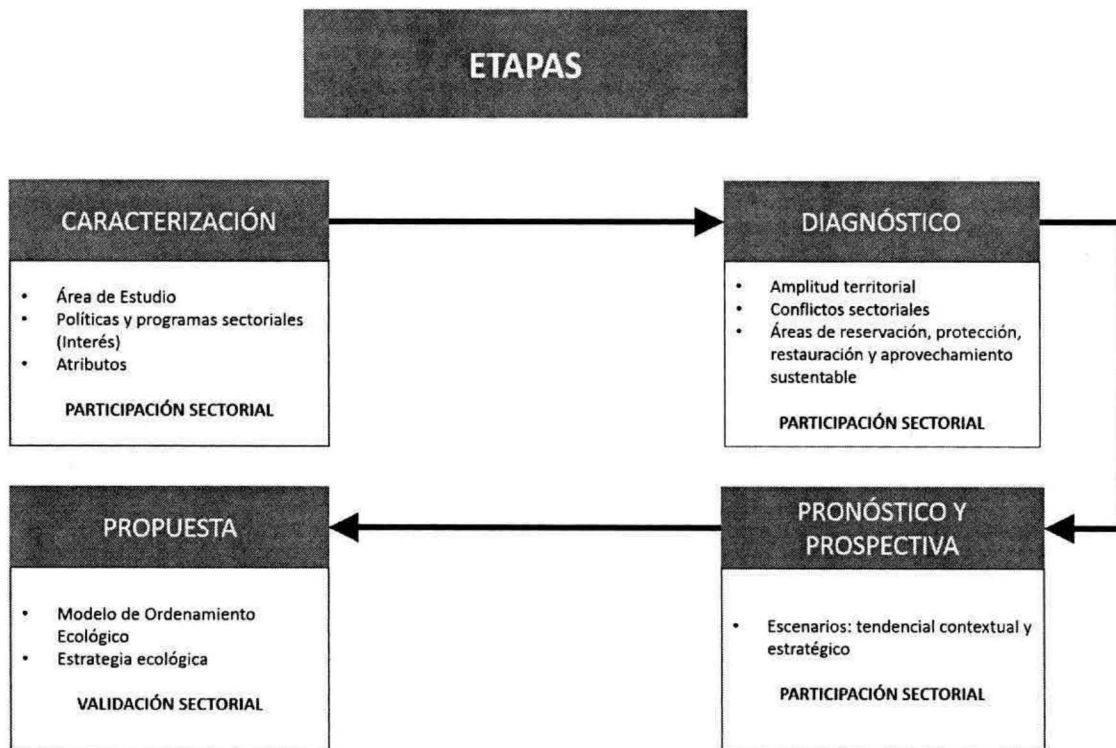 ETAPAS
CARACTERIZACIÓN
• Área de Estudio
• Políticas y programas sectoriales
(Interés)
• Atributos
PARTICIPACIÓN SECTORIAL
DIAGNÓSTICO
• Amplitud territorial
• Conflictos sectoriales
• Áreas de reservación, protección,
restauración y aprovechamiento
sustentable
PARTICIPACIÓN SECTORIAL
PRONÓSTICO Y
PROSPECTIVA
• Escenarios: tendencial contextual y
estratégico
PARTICIPACIÓN SECTORIAL
PROPUESTA
• Modelo de Ordenamiento
Ecológico
• Estrategia ecológica
VALIDACIÓN SECTORIAL